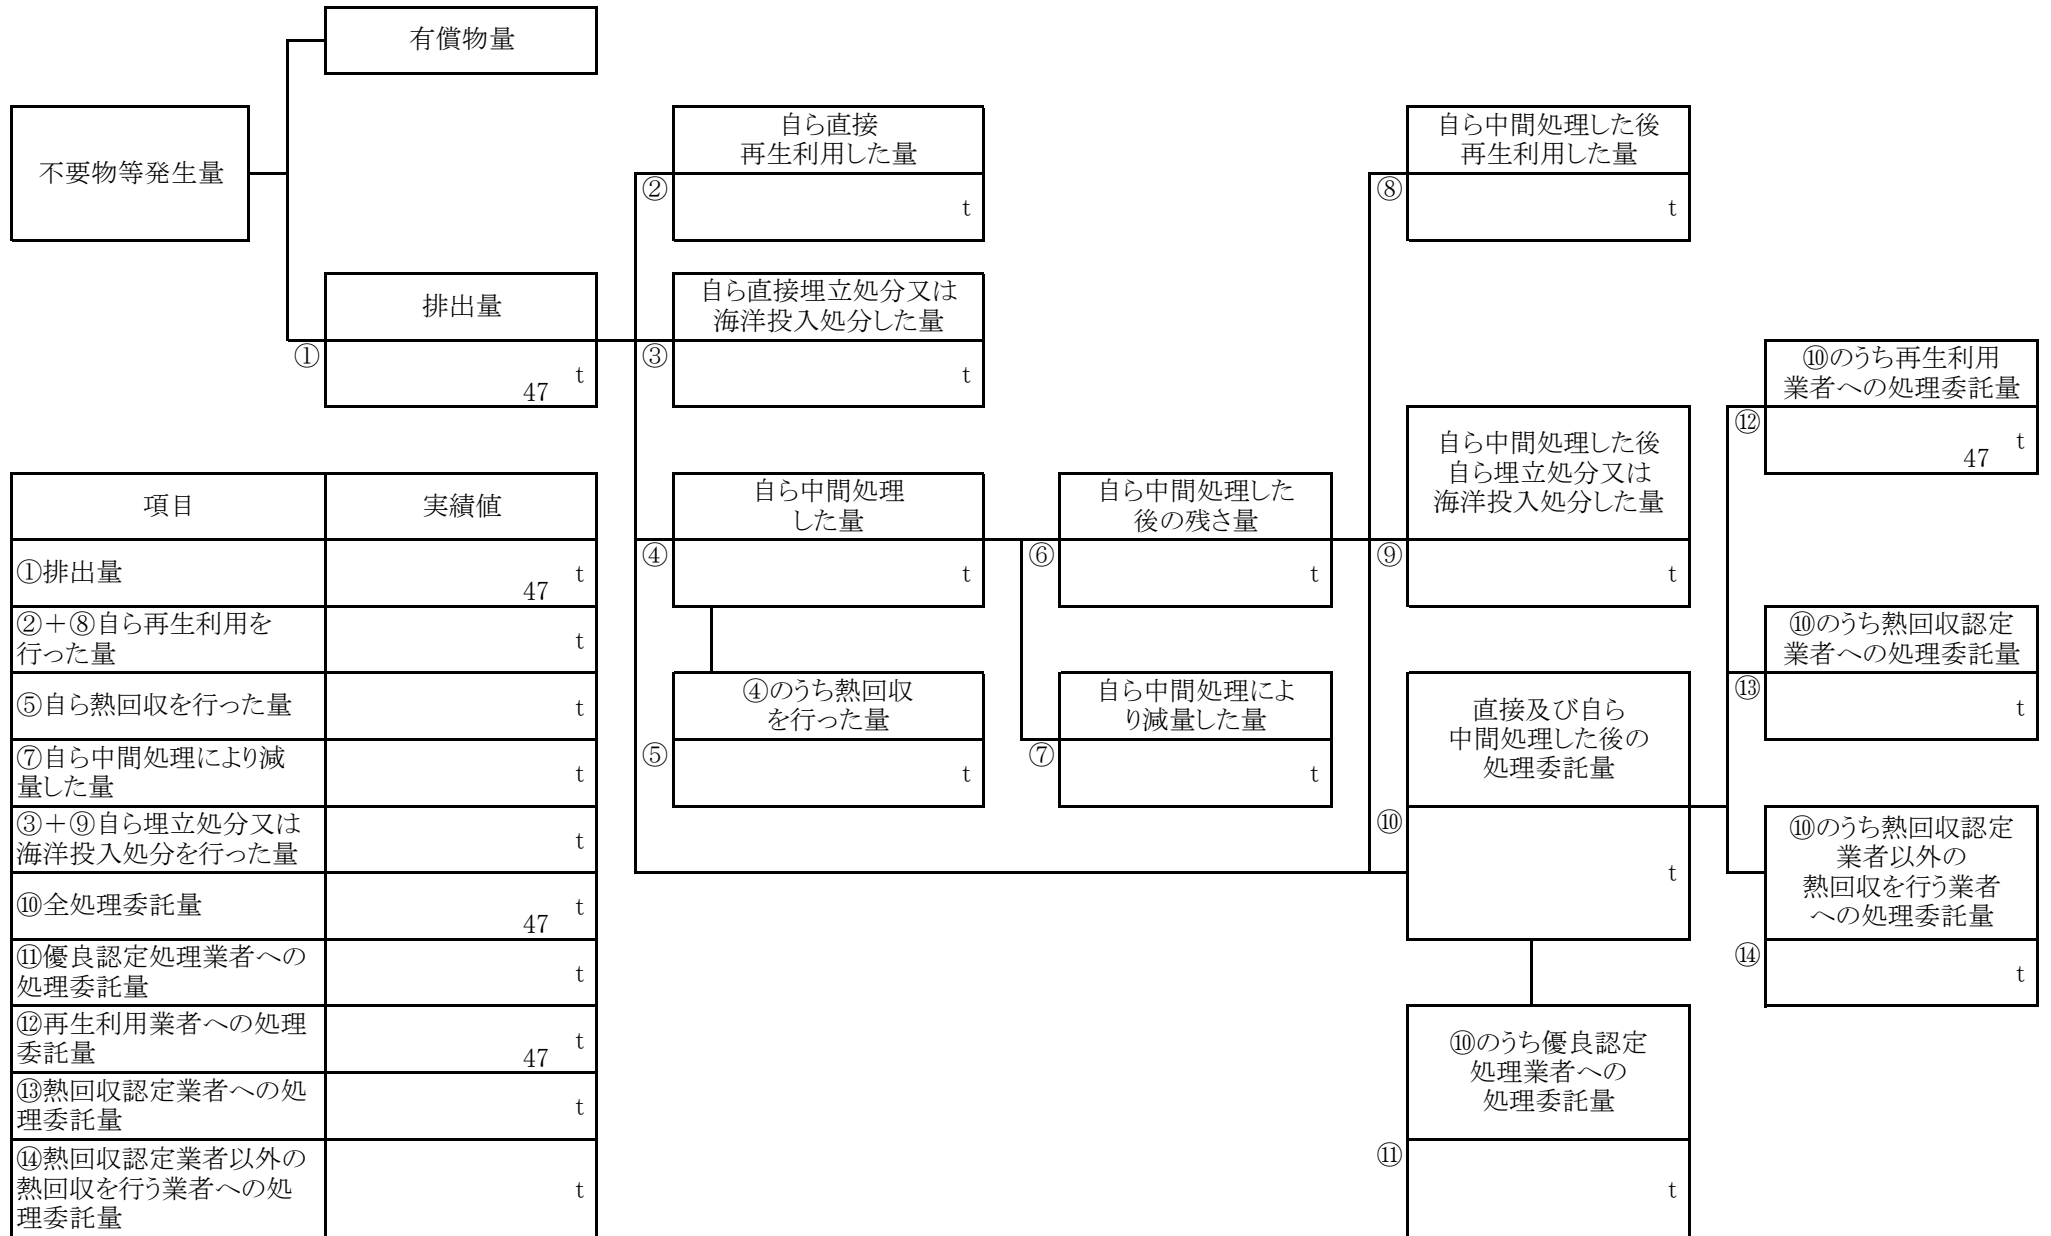 有償物量
不要物等発生量
自ら直接
再生利用した量
②
t
自ら中間処理した後
再生利用した量
⑧
t
排出量
①
47 t
自ら直接埋立処分又は
海洋投入処分した量
③
t
⑩のうち再生利用
業者への処理委託量
⑫
47 t
自ら中間処理
した量
④
t
自ら中間処理した
後の残さ量
⑥
t
自ら中間処理した後
自ら埋立処分又は
海洋投入処分した量
⑨
t
⑩のうち熱回収認定
業者への処理委託量
⑬
t
④のうち熱回収
を行った量
⑤
t
自ら中間処理によ
り減量した量
⑦
t
直接及び自ら
中間処理した後の
処理委託量
⑩
t
⑩のうち熱回収認定
業者以外の
熱回収を行う業者
への処理委託量
⑭
t
⑩のうち優良認定
処理業者への
処理委託量
⑪
t
項目 実績値
①排出量 47 t
②＋⑧自ら再生利用を
行った量 t
⑤自ら熱回収を行った量 t
⑦自ら中間処理により減
量した量 t
③＋⑨自ら埋立処分又は
海洋投入処分を行った量 t
⑩全処理委託量 47 t
⑪優良認定処理業者への
処理委託量 t
⑫再生利用業者への処理
委託量 47 t
⑬熱回収認定業者への処
理委託量 t
⑭熱回収認定業者以外の
熱回収を行う業者への処
理委託量 t